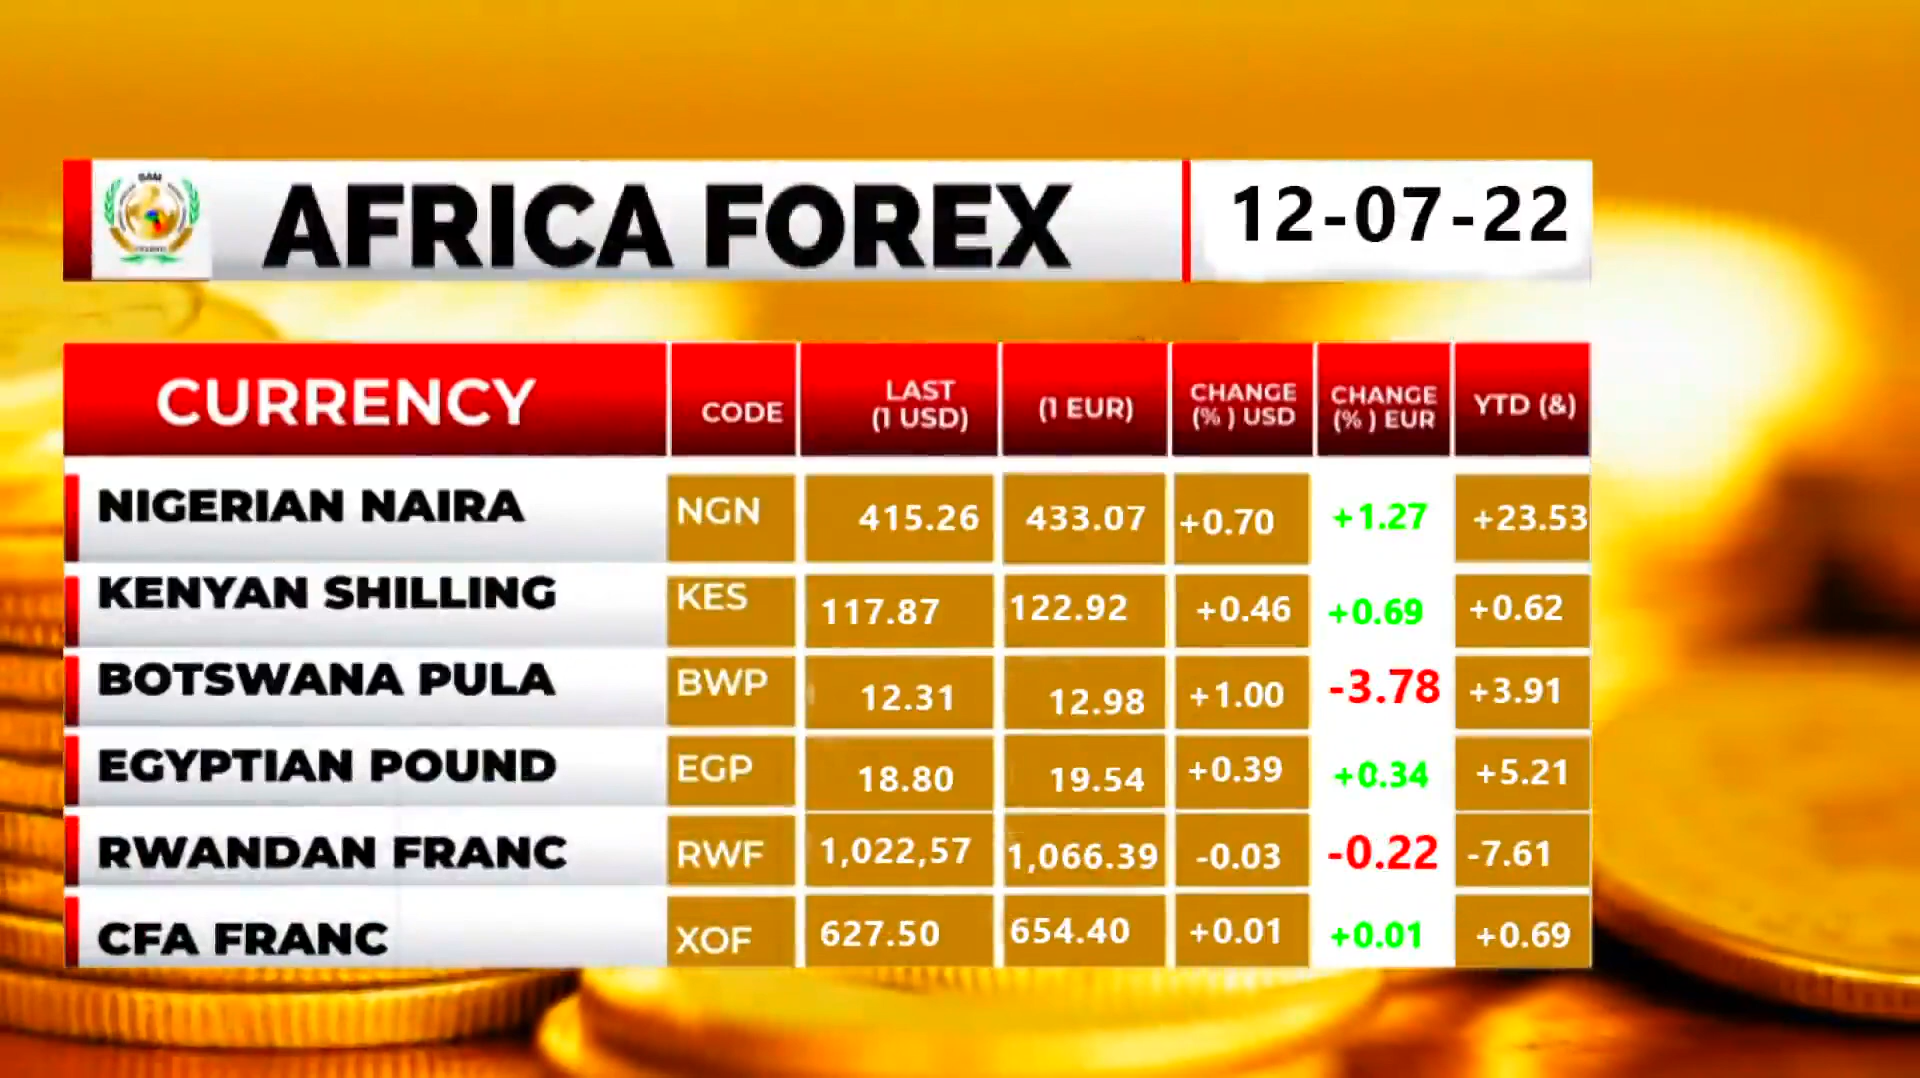 AFRICA FOREX 12-07-22
CURRENCY CODE LAST (1 USD) (1 EUR) CHANGE (% ) USD CHANGE (% ) EUR YTD (&)
NIGERIAN NAIRA NGN 415.26 433.07 +0.70 +1.27 +23.53
KENYAN SHILLING KES 117.87 122.92 +0.46 +0.69 +0.62
BOTSWANA PULA BWP 12.31 12.98 +1.00 -3.78 +3.91
EGYPTIAN POUND EGP 18.80 19.54 +0.39 +0.34 +5.21
RWANDAN FRANC RWF 1,022,57 1,066.39 -0.03 -0.22 -7.61
CFA FRANC XOF 627.50 654.40 +0.01 +0.01 +0.69